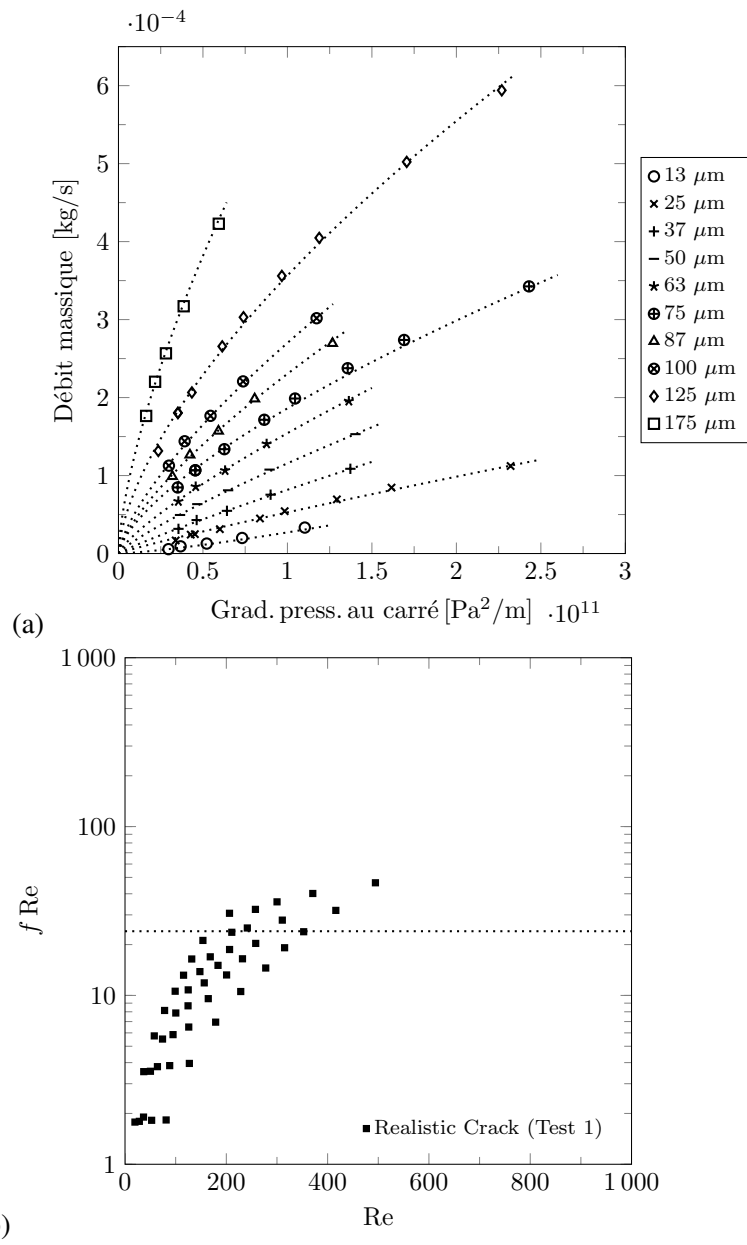 ·10⁻⁴
6
5
4
3
2
1
0
Débit massique [kg/s]
0 0.5 1 1.5 2 2.5 3
Grad. press. au carré [Pa²/m] ·10¹¹
13 μm
25 μm
37 μm
50 μm
63 μm
75 μm
87 μm
100 μm
125 μm
175 μm
(a)
1 000
100
10
1
f Re
Realistic Crack (Test 1)
0 200 400 600 800 1 000
Re
)